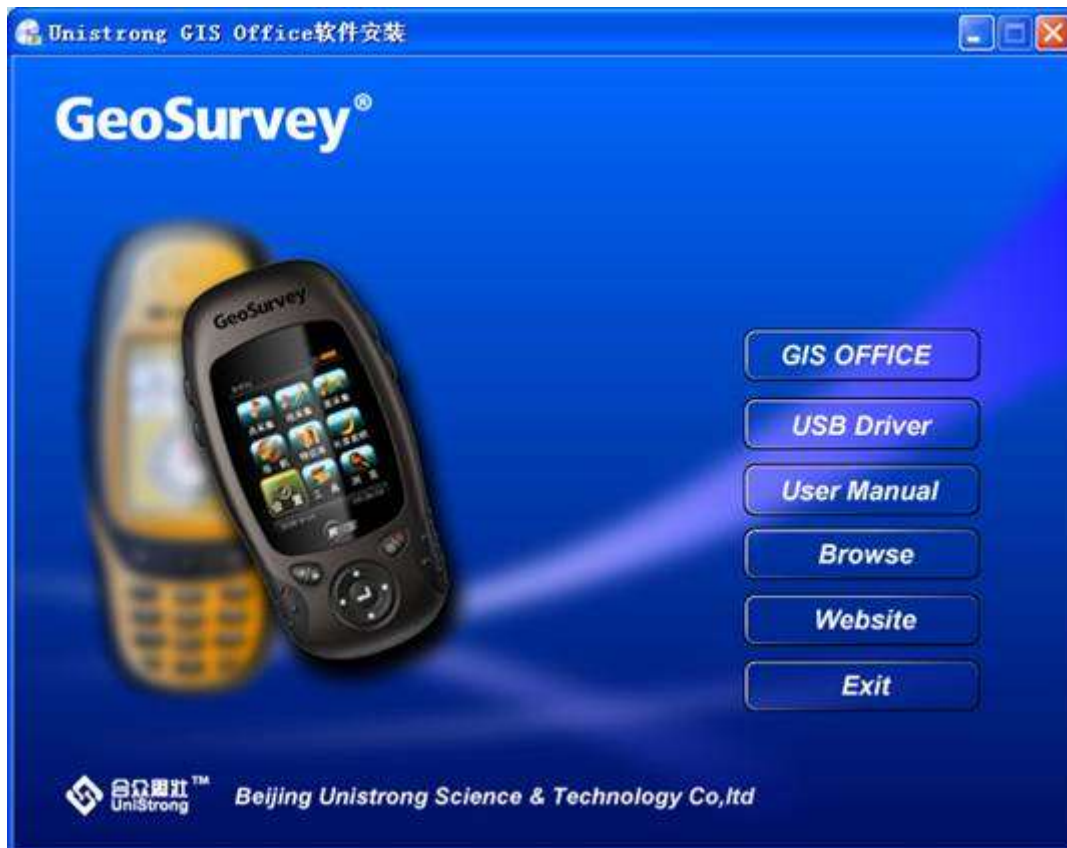 Unistrong GIS Office软件安装
GeoSurvey®
GeoSurvey
GIS OFFICE
USB Driver
User Manual
Browse
Website
Exit
合众思壮™
UniStrong
Beijing Unistrong Science & Technology Co,ltd